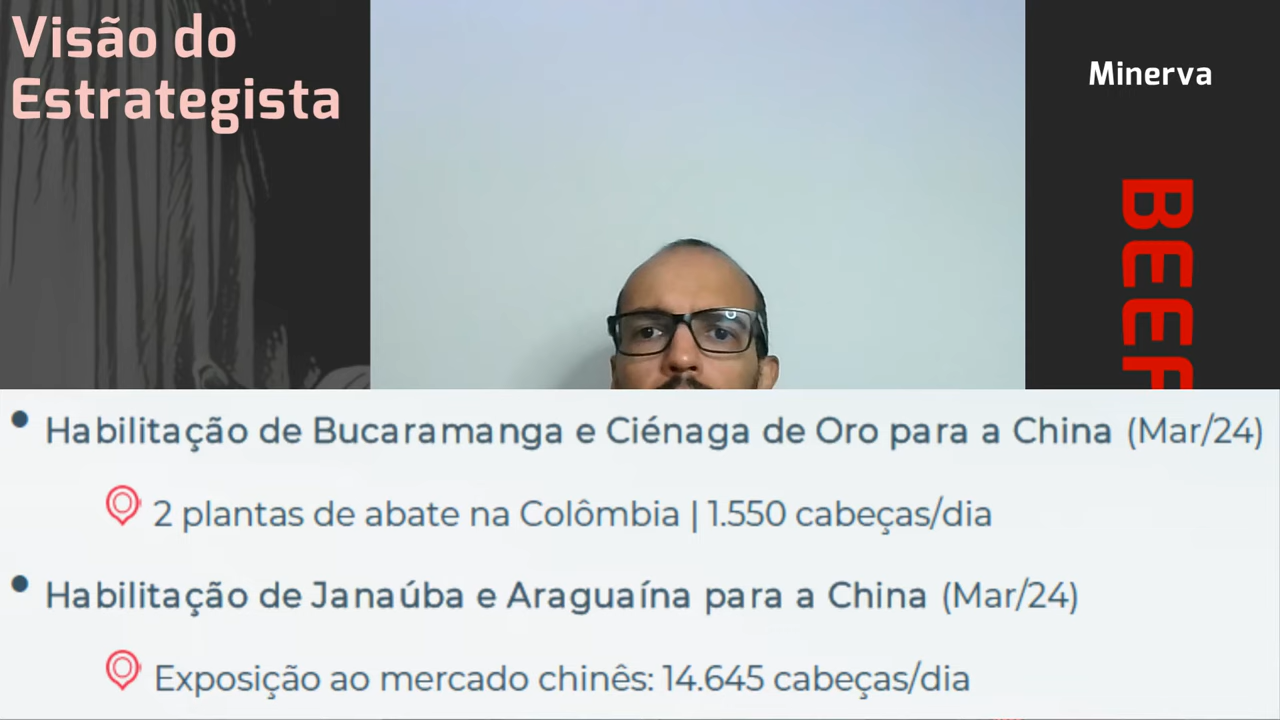 Visão do
Estrategista
Minerva
BEEF
• Habilitação de Bucaramanga e Ciénaga de Oro para a China (Mar/24)
2 plantas de abate na Colômbia | 1.550 cabeças/dia
• Habilitação de Janaúba e Araguaína para a China (Mar/24)
Exposição ao mercado chinês: 14.645 cabeças/dia